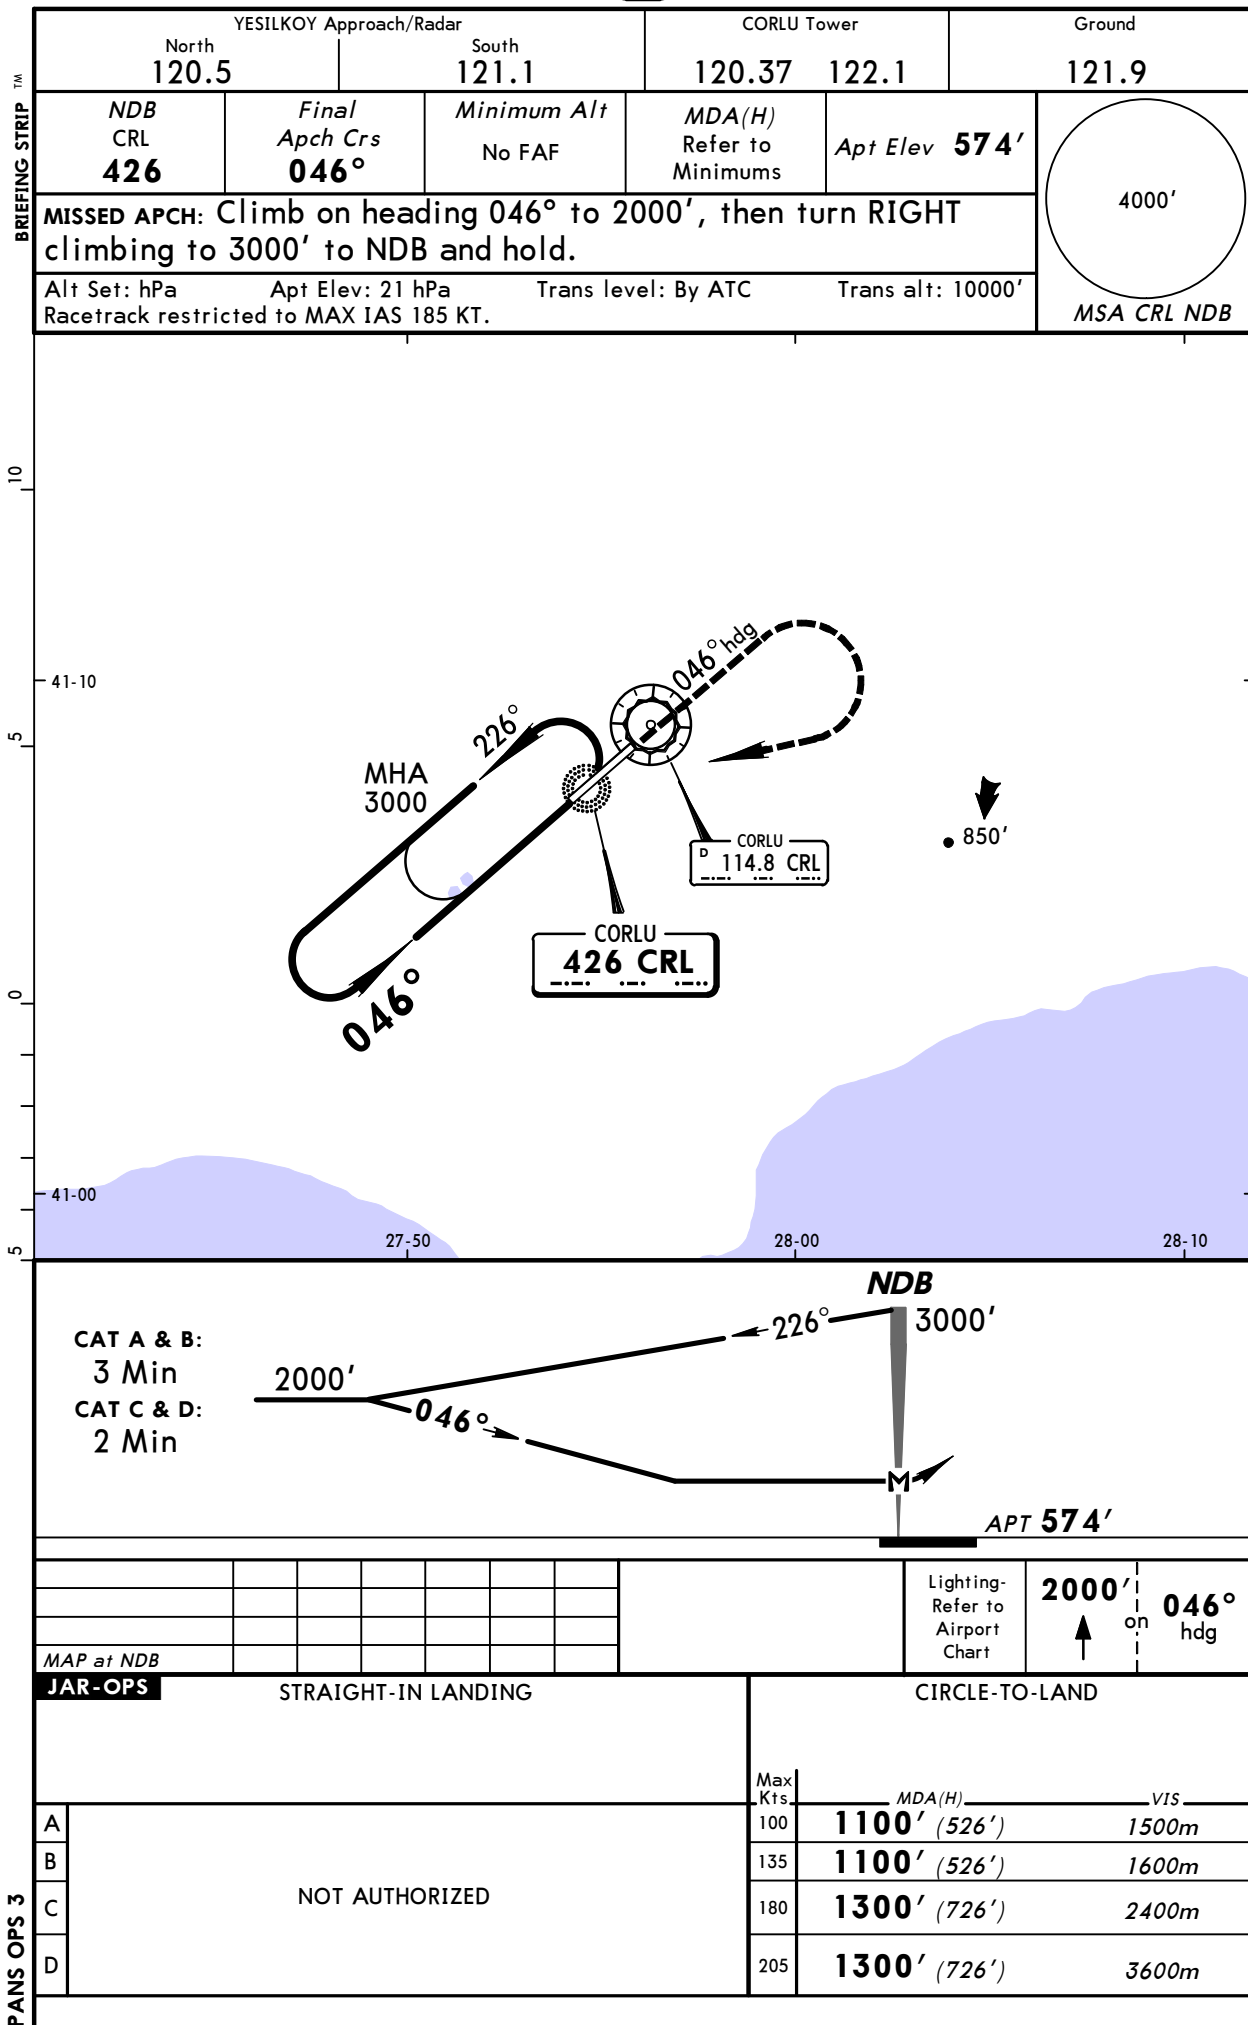 YESILKOY Approach/Radar
North
120.5
South
121.1
CORLU Tower
120.37 122.1
Ground
121.9
BRIEFING STRIP TM
NDB
CRL
426
Final
Apch Crs
046°
Minimum Alt
No FAF
MDA(H)
Refer to
Minimums
Apt Elev 574'
4000'
MSA CRL NDB
MISSED APCH: Climb on heading 046° to 2000', then turn RIGHT
climbing to 3000' to NDB and hold.
Alt Set: hPa Apt Elev: 21 hPa Trans level: By ATC Trans alt: 10000'
Racetrack restricted to MAX IAS 185 KT.
10
41-10
5
0
41-00
5
046° hdg
226°
MHA
3000
850'
CORLU
D 114.8 CRL
CORLU
426 CRL
046°
27-50
28-00
28-10
NDB
3000'
226°
CAT A & B:
3 Min
CAT C & D:
2 Min
2000'
046°
M
APT 574'
MAP at NDB
Lighting-
Refer to
Airport
Chart
2000'
on
046°
hdg
JAR-OPS
STRAIGHT-IN LANDING
CIRCLE-TO-LAND
Max
Kts
MDA(H)
VIS
A
100 1100' (526') 1500m
B
135 1100' (526') 1600m
C
NOT AUTHORIZED
180 1300' (726') 2400m
D
205 1300' (726') 3600m
PANS OPS 3